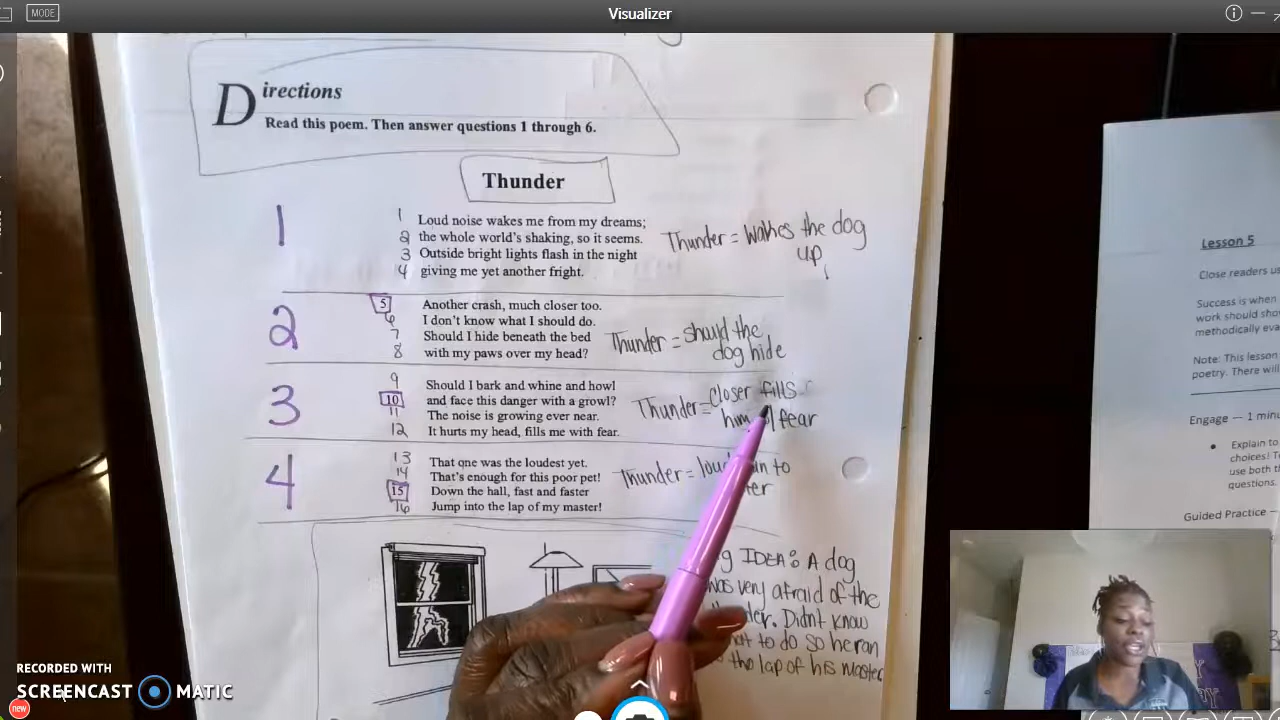 MODE
Visualizer
Directions
Read this poem. Then answer questions 1 through 6.
Thunder
1
1 Loud noise wakes me from my dreams;
2 the whole world's shaking, so it seems.
3 Outside bright lights flash in the night
4 giving me yet another fright.
Thunder = wakes the dog
up
2
5 Another crash, much closer too.
6 I don't know what I should do.
7 Should I hide beneath the bed
8 with my paws over my head?
Thunder = should the
dog hide
3
9 Should I bark and whine and howl
10 and face this danger with a growl?
11 The noise is growing ever near.
12 It hurts my head, fills me with fear.
Thunder = closer fills
him w/ fear
4
13 That one was the loudest yet.
14 That's enough for this poor pet!
15 Down the hall, fast and faster
16 Jump into the lap of my master!
Thunder =
to
IDEA: A dog
was very afraid of the
Didn't know
to do so he ran
the lap of his master
Lesson 5
Close readers
Success is when
work should
Note: This lesson
poetry. There will
Engage — 1
Explain to
choices!
use both
questions.
Guided Practice —
RECORDED WITH
SCREENCAST MATIC
new